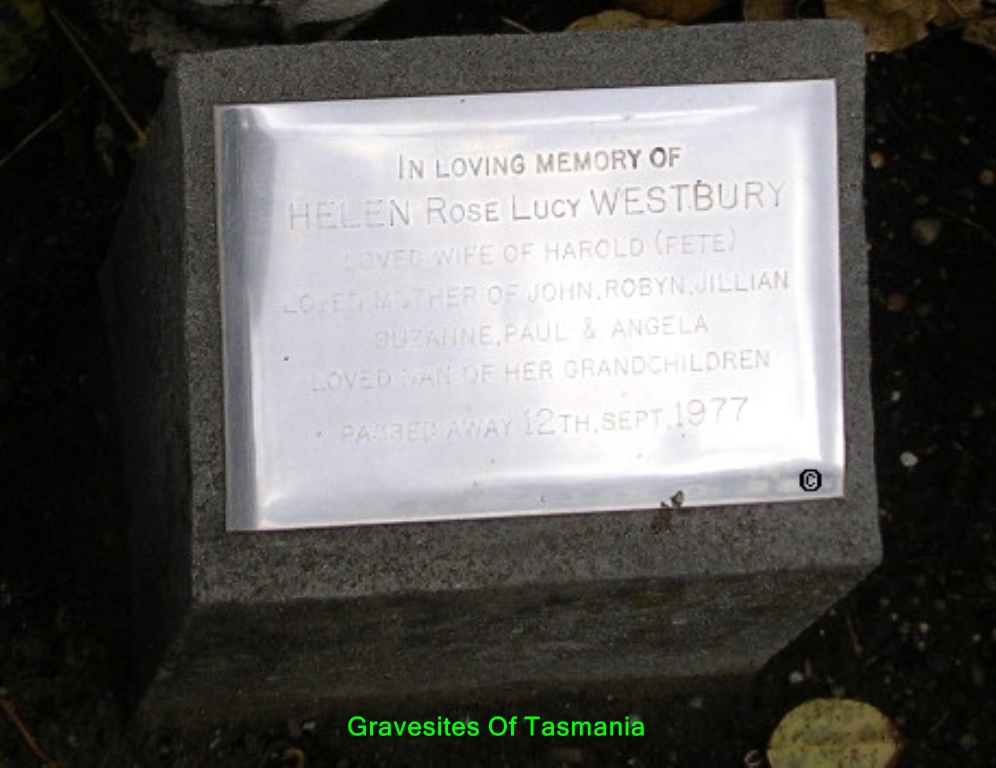 IN LOVING MEMORY OF
HELEN ROSE LUCY WESTBURY
LOVED WIFE OF HAROLD (PETE)
LOVED MOTHER OF JOHN, ROBYN, JILLIAN
SUZANNE, PAUL & ANGELA
LOVED NAN OF HER GRANDCHILDREN
PASSED AWAY 12TH, SEPT, 1977
©
Gravesites Of Tasmania